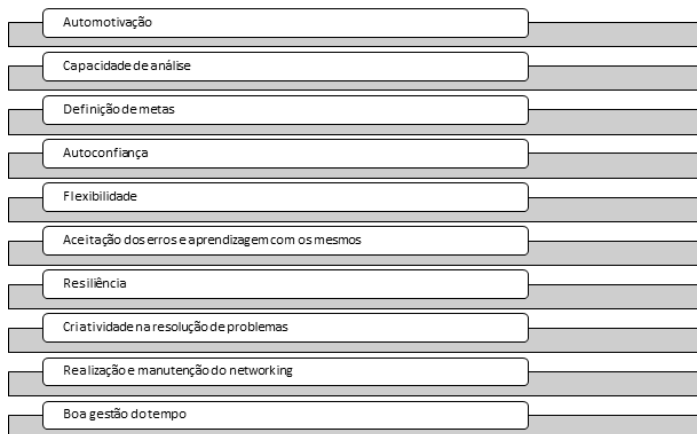 Automotivação
Capacidade de análise
Definição de metas
Autoconfiança
Flexibilidade
Aceitação dos erros e aprendizagem com os mesmos
Resiliência
Criatividade na resolução de problemas
Realização e manutenção do networking
Boa gestão do tempo